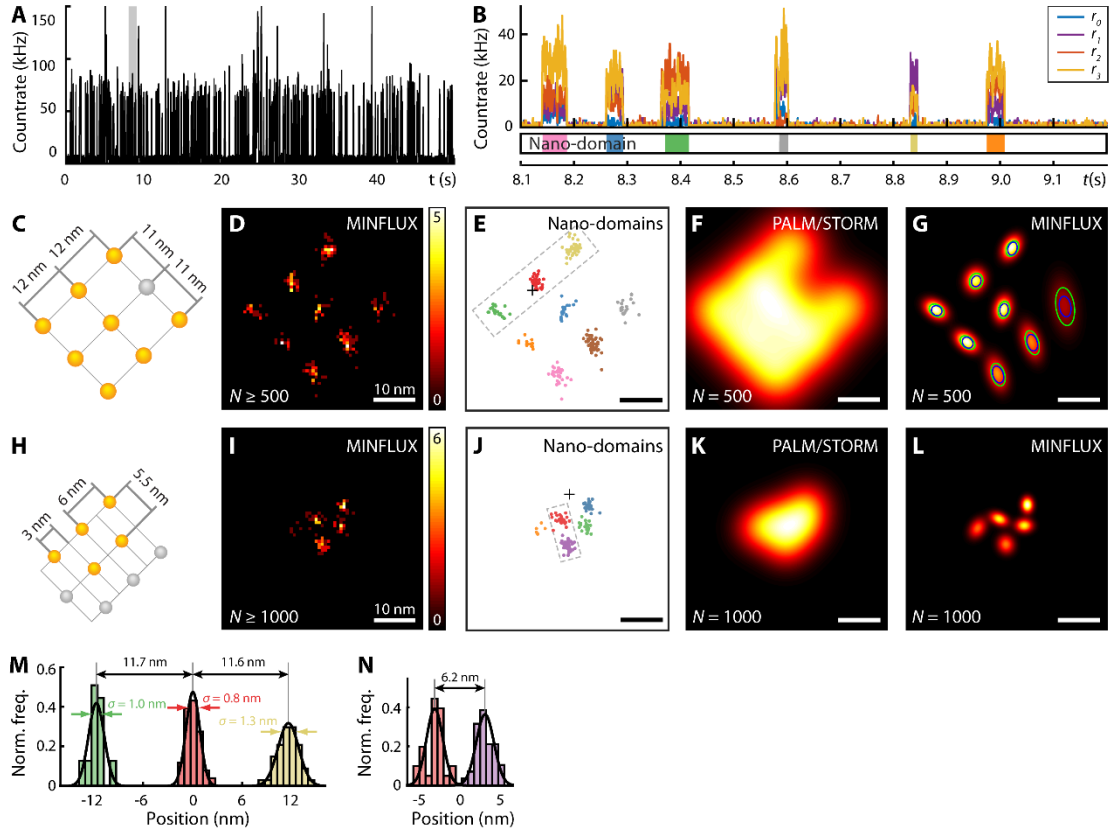 A
Countrate (kHz)
150
100
50
0
0
10
20
30
40
t (s)
B
Countrate (kHz)
40
20
0
r0
r1
r2
r3
Nano-domain
8.1
8.2
8.3
8.4
8.5
8.6
8.7
8.8
8.9
9.0
9.1
t(s)
C
12 nm
12 nm
11 nm
11 nm
D
MINFLUX
N ≥ 500
10 nm
5
0
E
Nano-domains
F
PALM/STORM
N = 500
G
MINFLUX
N = 500
H
3 nm
6 nm
5.5 nm
I
MINFLUX
N ≥ 1000
10 nm
6
0
J
Nano-domains
K
PALM/STORM
N = 1000
L
MINFLUX
N = 1000
M
Norm. freq.
0.6
0.4
0.2
0
11.7 nm
11.6 nm
σ = 1.0 nm
σ = 0.8 nm
σ = 1.3 nm
-12
-6
0
6
12
Position (nm)
N
Norm. freq.
0.4
0.2
0
6.2 nm
-5
0
5
Position (nm)